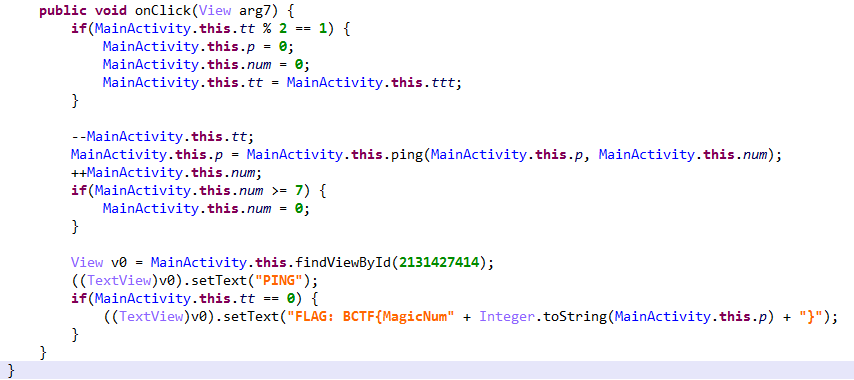 public void onClick(View arg7) {
if(MainActivity.this.tt % 2 == 1) {
MainActivity.this.p = 0;
MainActivity.this.num = 0;
MainActivity.this.tt = MainActivity.this.ttt;
}
--MainActivity.this.tt;
MainActivity.this.p = MainActivity.this.ping(MainActivity.this.p, MainActivity.this.num);
++MainActivity.this.num;
if(MainActivity.this.num >= 7) {
MainActivity.this.num = 0;
}
View v0 = MainActivity.this.findViewById(2131427414);
((TextView)v0).setText("PING");
if(MainActivity.this.tt == 0) {
((TextView)v0).setText("FLAG: BCTF{MagicNum" + Integer.toString(MainActivity.this.p) + "}");
}
}
}